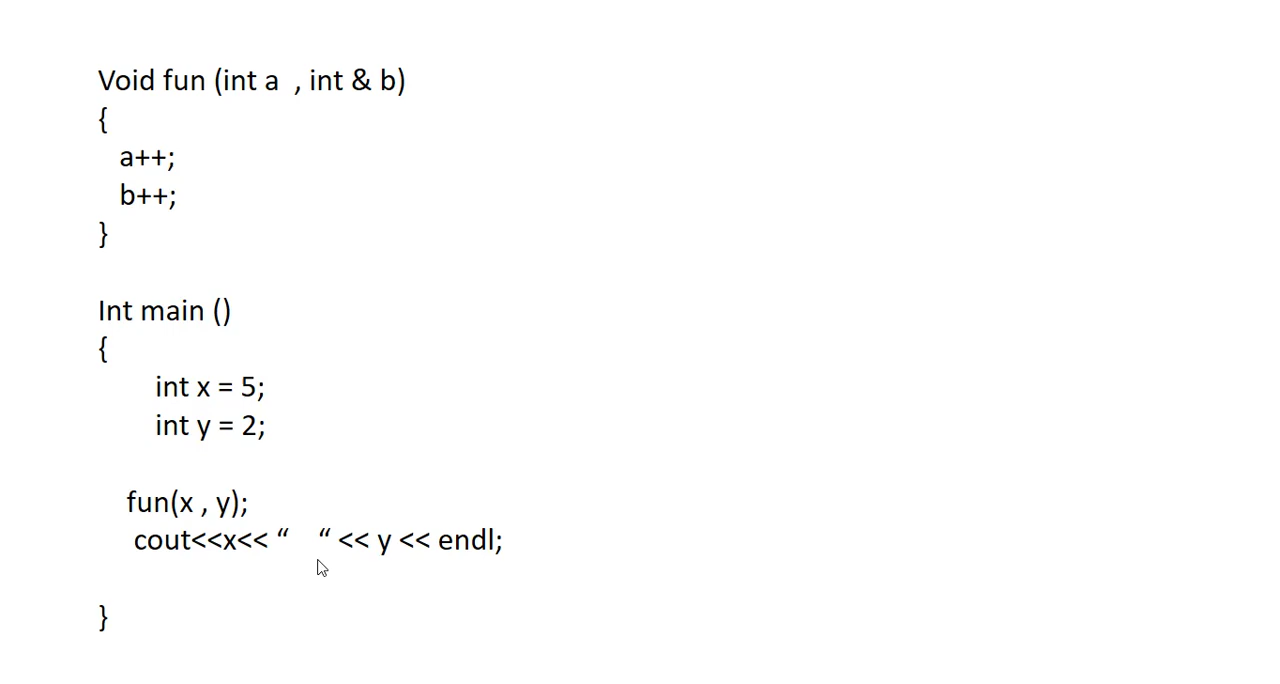 Void fun (int a  , int & b)
{
a++;
b++;
}
Int main ()
{
int x = 5;
int y = 2;
fun(x , y);
cout<<x<< “    “ << y << endl;
}